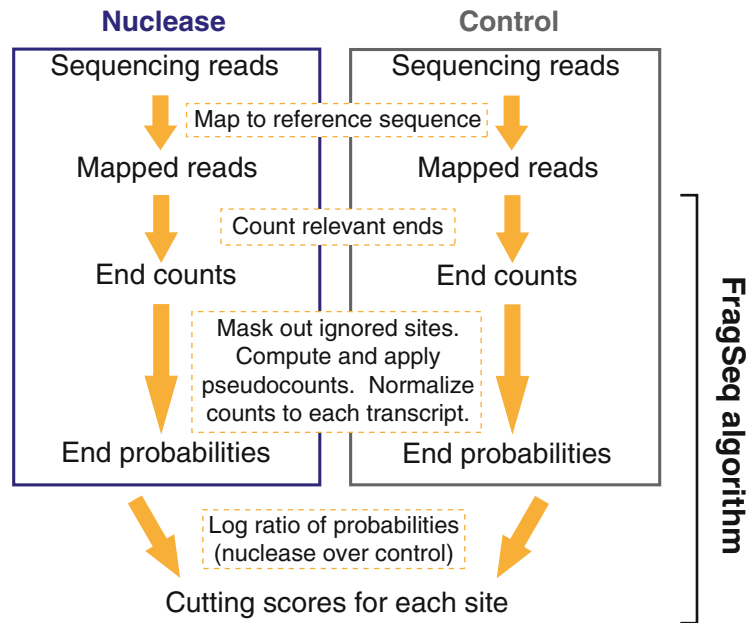 Nuclease
Control
Sequencing reads
Sequencing reads
Map to reference sequence
Mapped reads
Mapped reads
Count relevant ends
End counts
End counts
Mask out ignored sites.
Compute and apply
pseudocounts. Normalize
counts to each transcript.
End probabilities
End probabilities
Log ratio of probabilities
(nuclease over control)
Cutting scores for each site
FragSeq algorithm